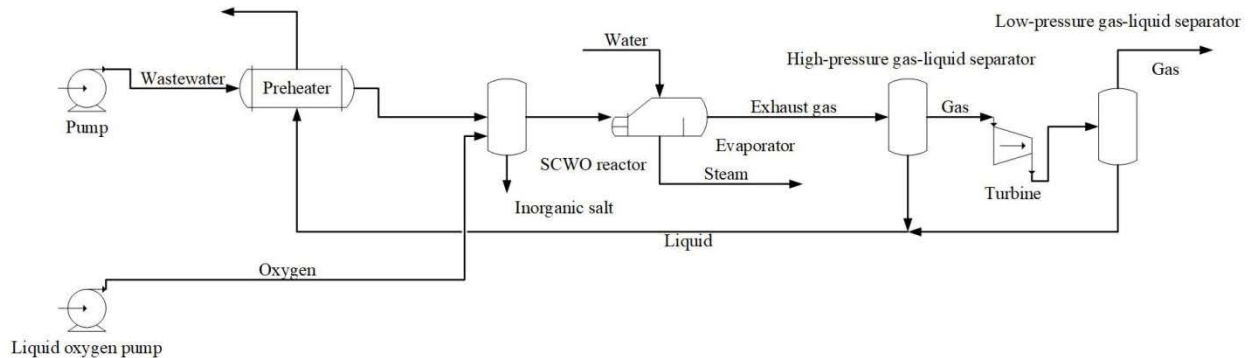 Low-pressure gas-liquid separator
Water
High-pressure gas-liquid separator
Gas
Wastewater
Preheater
Pump
Exhaust gas
Gas
Evaporator
SCWO reactor
Steam
Turbine
Inorganic salt
Liquid
Oxygen
Liquid oxygen pump